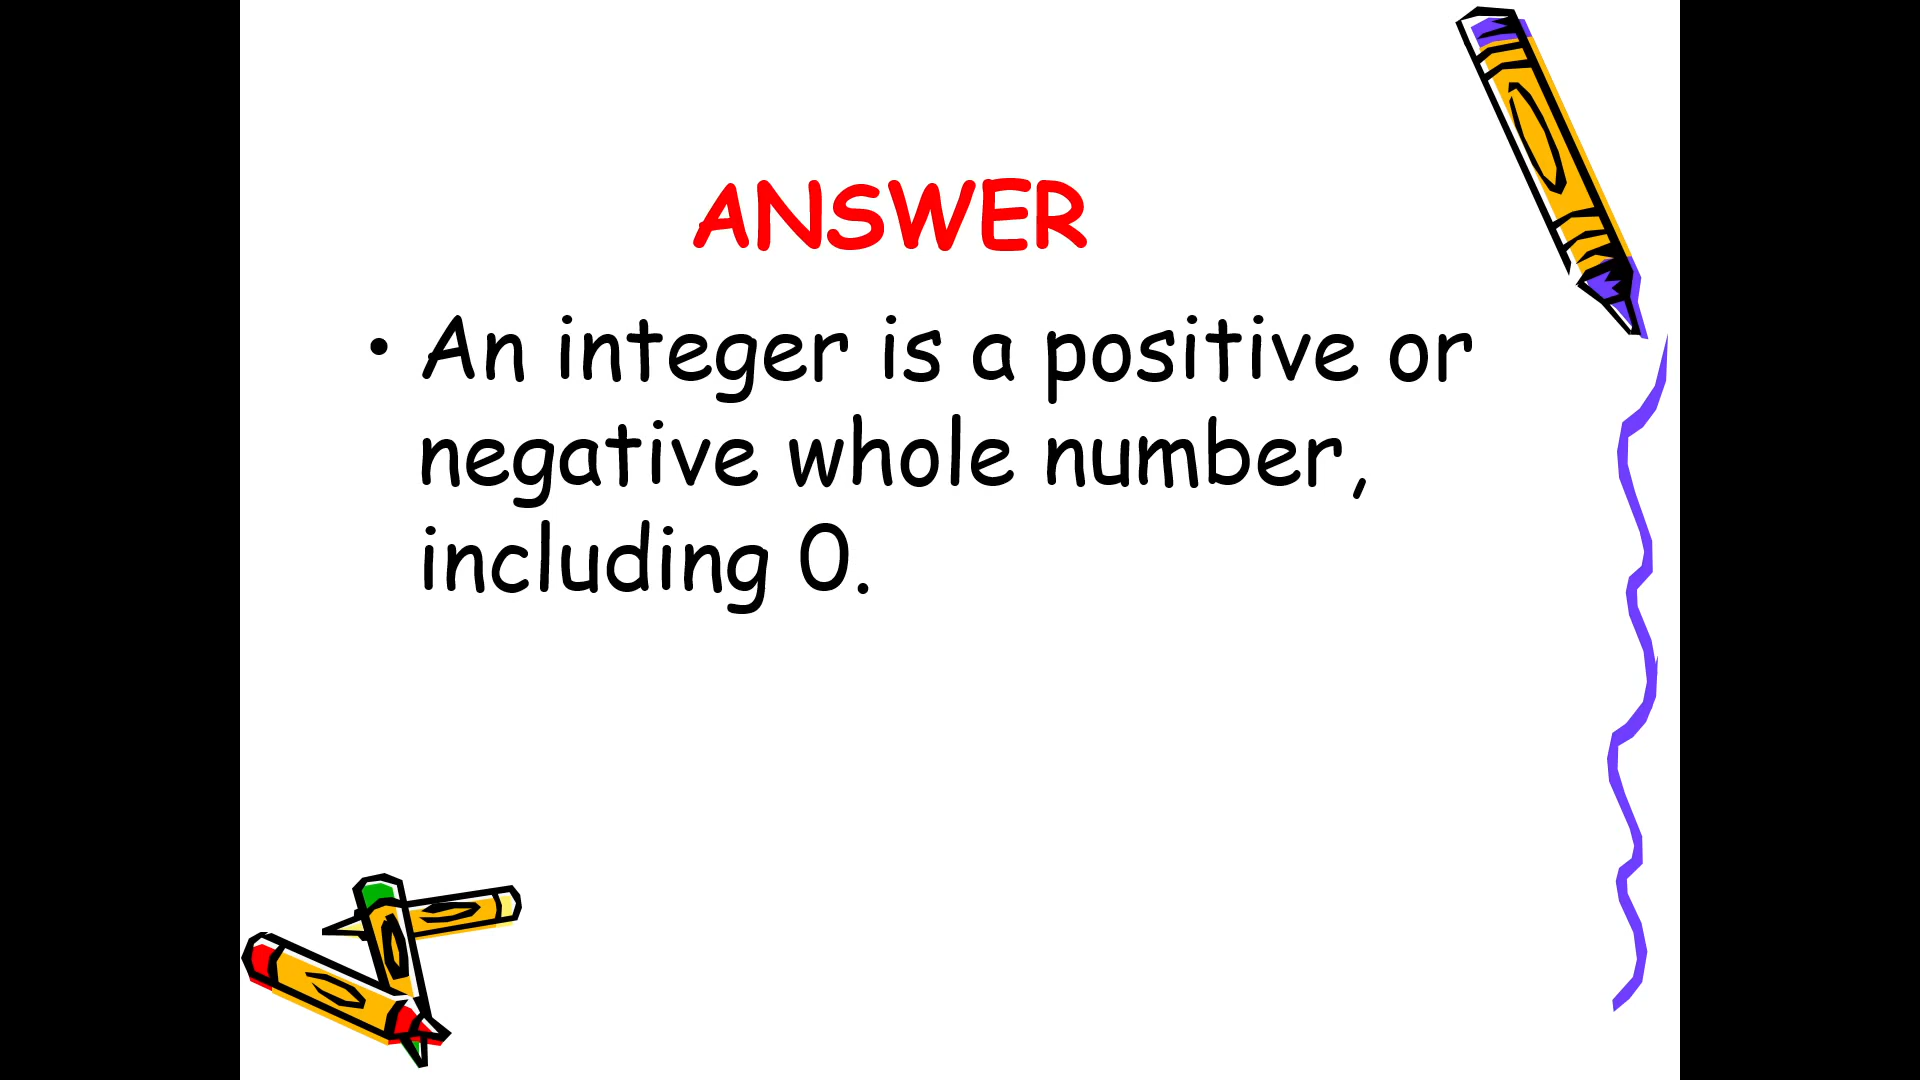 ANSWER
• An integer is a positive or
negative whole number,
including 0.